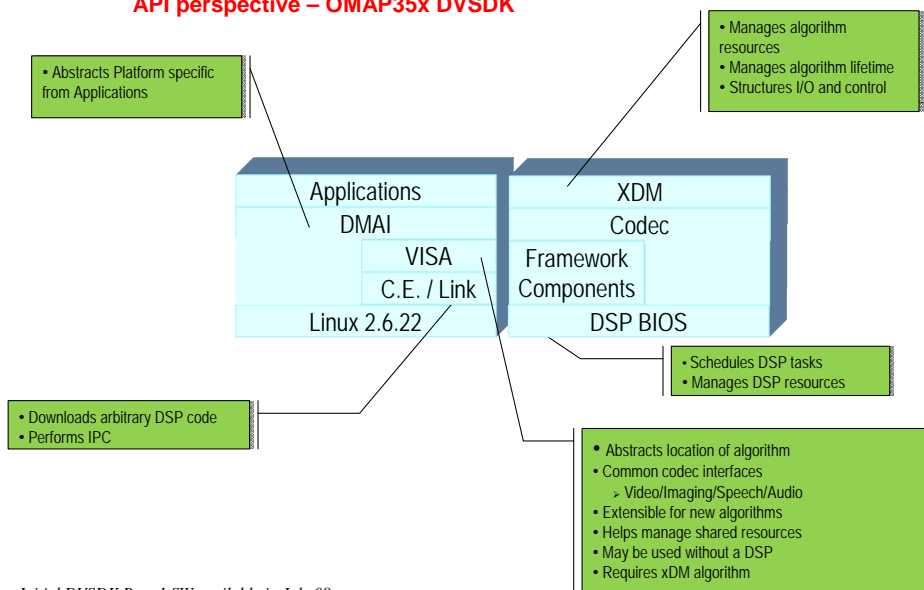 API perspective – OMAP35x DVSDK
• Manages algorithm
resources
• Manages algorithm lifetime
• Structures I/O and control
• Abstracts Platform specific
from Applications
Applications
DMAI
VISA
C.E. / Link
Linux 2.6.22
XDM
Codec
Framework
Components
DSP BIOS
• Schedules DSP tasks
• Manages DSP resources
• Downloads arbitrary DSP code
• Performs IPC
• Abstracts location of algorithm
• Common codec interfaces
➢ Video/Imaging/Speech/Audio
• Extensible for new algorithms
• Helps manage shared resources
• May be used without a DSP
• Requires xDM algorithm